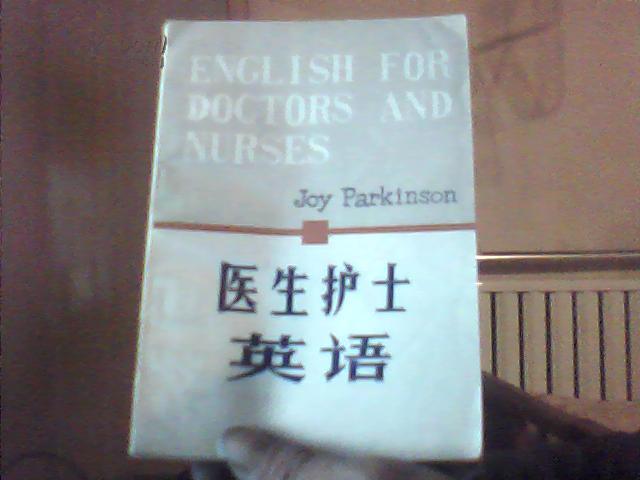 ENGLISH FOR
DOCTORS AND
NURSES
Joy Parkinson
医生护士
英语